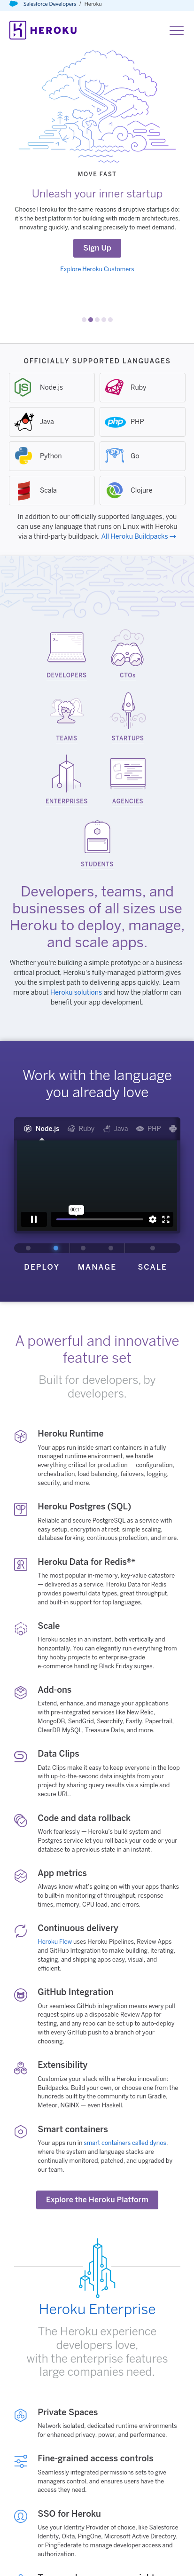 Salesforce Developers / Heroku
HEROKU
MOVE FAST
Unleash your inner startup
Choose Heroku for the same reasons disruptive startups do:
it's the best platform for building with modern architectures,
innovating quickly, and scaling precisely to meet demand.
Sign Up
Explore Heroku Customers
OFFICIALLY SUPPORTED LANGUAGES
Node.js
Ruby
Java
PHP
Python
Go
Scala
Clojure
In addition to our officially supported languages, you
can use any language that runs on Linux with Heroku
via a third-party buildpack. All Heroku Buildpacks →
DEVELOPERS
CTOs
TEAMS
STARTUPS
ENTERPRISES
AGENCIES
STUDENTS
Developers, teams, and
businesses of all sizes use
Heroku to deploy, manage,
and scale apps.
Whether you're building a simple prototype or a business-
critical product, Heroku's fully-managed platform gives
you the simplest path to delivering apps quickly. Learn
more about Heroku solutions and how the platform can
benefit your app development.
Work with the language
you already love
Node.js
Ruby
Java
PHP
00:11
DEPLOY
MANAGE
SCALE
A powerful and innovative
feature set
Built for developers, by
developers.
Heroku Runtime
Your apps run inside smart containers in a fully
managed runtime environment, we handle
everything critical for production — configuration,
orchestration, load balancing, failovers, logging,
security, and more.
Heroku Postgres (SQL)
Reliable and secure PostgreSQL as a service with
easy setup, encryption at rest, simple scaling,
database forking, continuous protection, and more.
Heroku Data for Redis®*
The most popular in-memory, key-value datastore
— delivered as a service. Heroku Data for Redis
provides powerful data types, great throughput,
and built-in support for top languages.
Scale
Heroku scales in an instant, both vertically and
horizontally. You can elegantly run everything from
tiny hobby projects to enterprise-grade
e-commerce handling Black Friday surges.
Add-ons
Extend, enhance, and manage your applications
with pre-integrated services like New Relic,
MongoDB, SendGrid, Searchify, Fastly, Papertrail,
ClearDB MySQL, Treasure Data, and more.
Data Clips
Data Clips make it easy to keep everyone in the loop
with up-to-the-second data insights from your
project by sharing query results via a simple and
secure URL.
Code and data rollback
Work fearlessly — Heroku's build system and
Postgres service let you roll back your code or your
database to a previous state in an instant.
App metrics
Always know what's going on with your apps thanks
to built-in monitoring of throughput, response
times, memory, CPU load, and errors.
Continuous delivery
Heroku Flow uses Heroku Pipelines, Review Apps
and GitHub Integration to make building, iterating,
staging, and shipping apps easy, visual, and
efficient.
GitHub Integration
Our seamless GitHub integration means every pull
request spins up a disposable Review App for
testing, and any repo can be set up to auto-deploy
with every GitHub push to a branch of your
choosing.
Extensibility
Customize your stack with a Heroku innovation:
Buildpacks. Build your own, or choose one from the
hundreds built by the community to run Gradle,
Meteor, NGINX — even Haskell.
Smart containers
Your apps run in smart containers called dynos,
where the system and language stacks are
continually monitored, patched, and upgraded by
our team.
Explore the Heroku Platform
Heroku Enterprise
The Heroku experience
developers love,
with the enterprise features
large companies need.
Private Spaces
Network isolated, dedicated runtime environments
for enhanced privacy, power, and performance.
Fine-grained access controls
Seamlessly integrated permissions sets to give
managers control, and ensures users have the
access they need.
SSO for Heroku
Use your Identity Provider of choice, like Salesforce
Identity, Okta, PingOne, Microsoft Active Directory,
or PingFederate to manage developer access and
authorization.